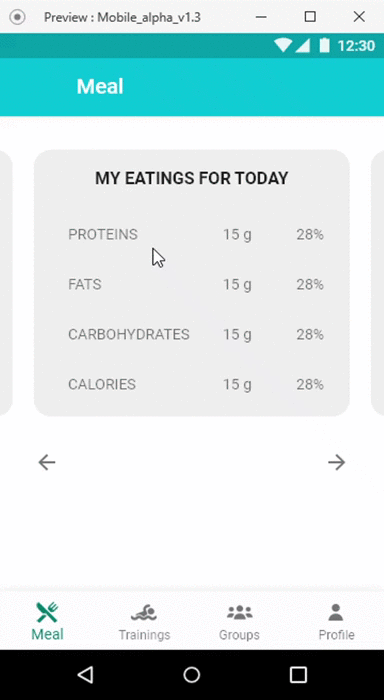 Preview : Mobile_alpha_v1.3
12:30
Meal
MY EATINGS FOR TODAY
PROTEINS 15 g 28%
FATS 15 g 28%
CARBOHYDRATES 15 g 28%
CALORIES 15 g 28%
Meal Trainings Groups Profile